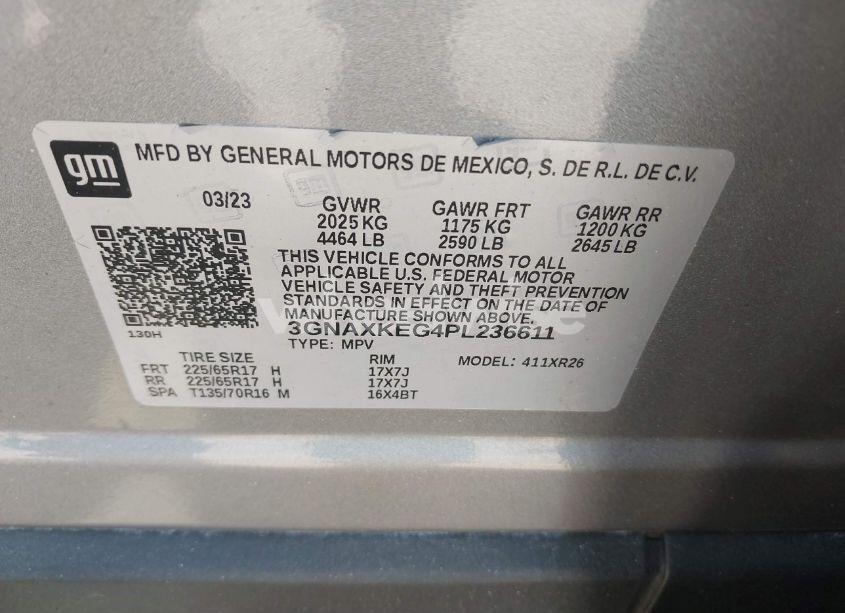 gm
MFD BY GENERAL MOTORS DE MEXICO, S. DE R.L. DE C.V.
03/23 GVWR GAWR FRT GAWR RR
2025 KG 1175 KG 1200 KG
4464 LB 2590 LB 2645 LB
THIS VEHICLE CONFORMS TO ALL
APPLICABLE U.S. FEDERAL MOTOR
VEHICLE SAFETY AND THEFT PREVENTION
STANDARDS IN EFFECT ON THE DATE OF
MANUFACTURE SHOWN ABOVE.
130H 3GNAXKEG4PL236611
TYPE: MPV MODEL: 411XR26
TIRE SIZE RIM
FRT 225/65R17 H 17X7J
RR 225/65R17 H 17X7J
SPA T135/70R16 M 16X4BT